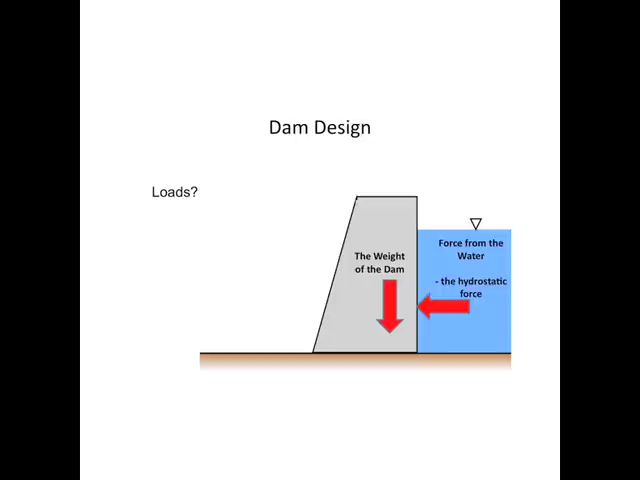 Dam Design
Loads?
The Weight
of the Dam
Force from the
Water
- the hydrostatic
force